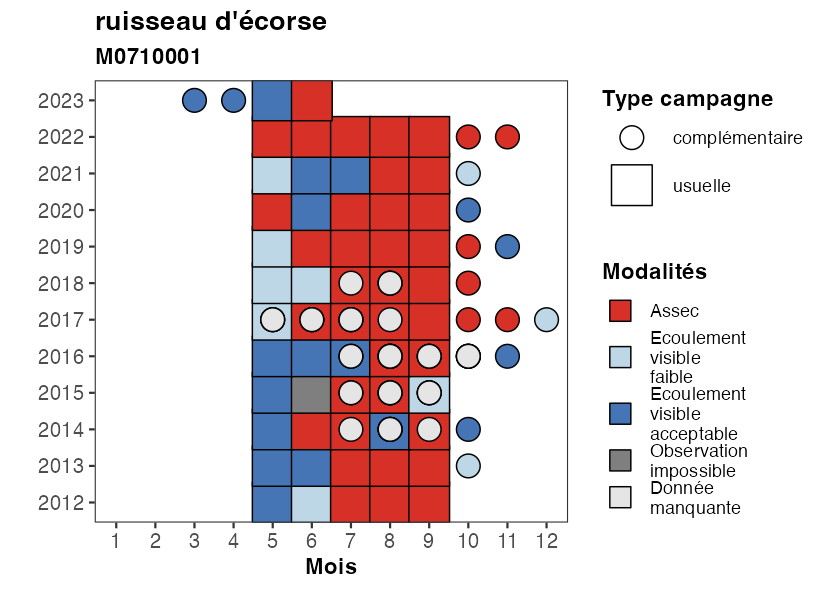 ruisseau d'écorse
M0710001
2023
2022
2021
2020
2019
2018
2017
2016
2015
2014
2013
2012
1 2 3 4 5 6 7 8 9 10 11 12
Mois
Type campagne
complémentaire
usuelle
Modalités
Assec
Ecoulement
visible
faible
Ecoulement
visible
acceptable
Observation
impossible
Donnée
manquante